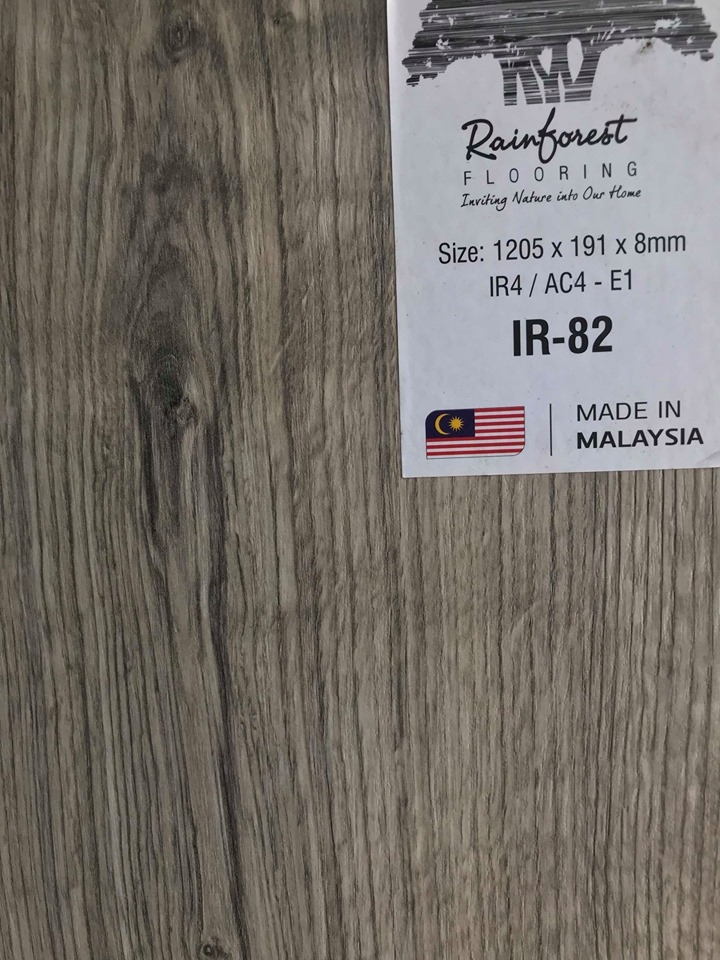 RW
Rainforest
FLOORING
Inviting Nature into Our Home
Size: 1205 x 191 x 8mm
IR4 / AC4 - E1
IR-82
MADE IN
MALAYSIA